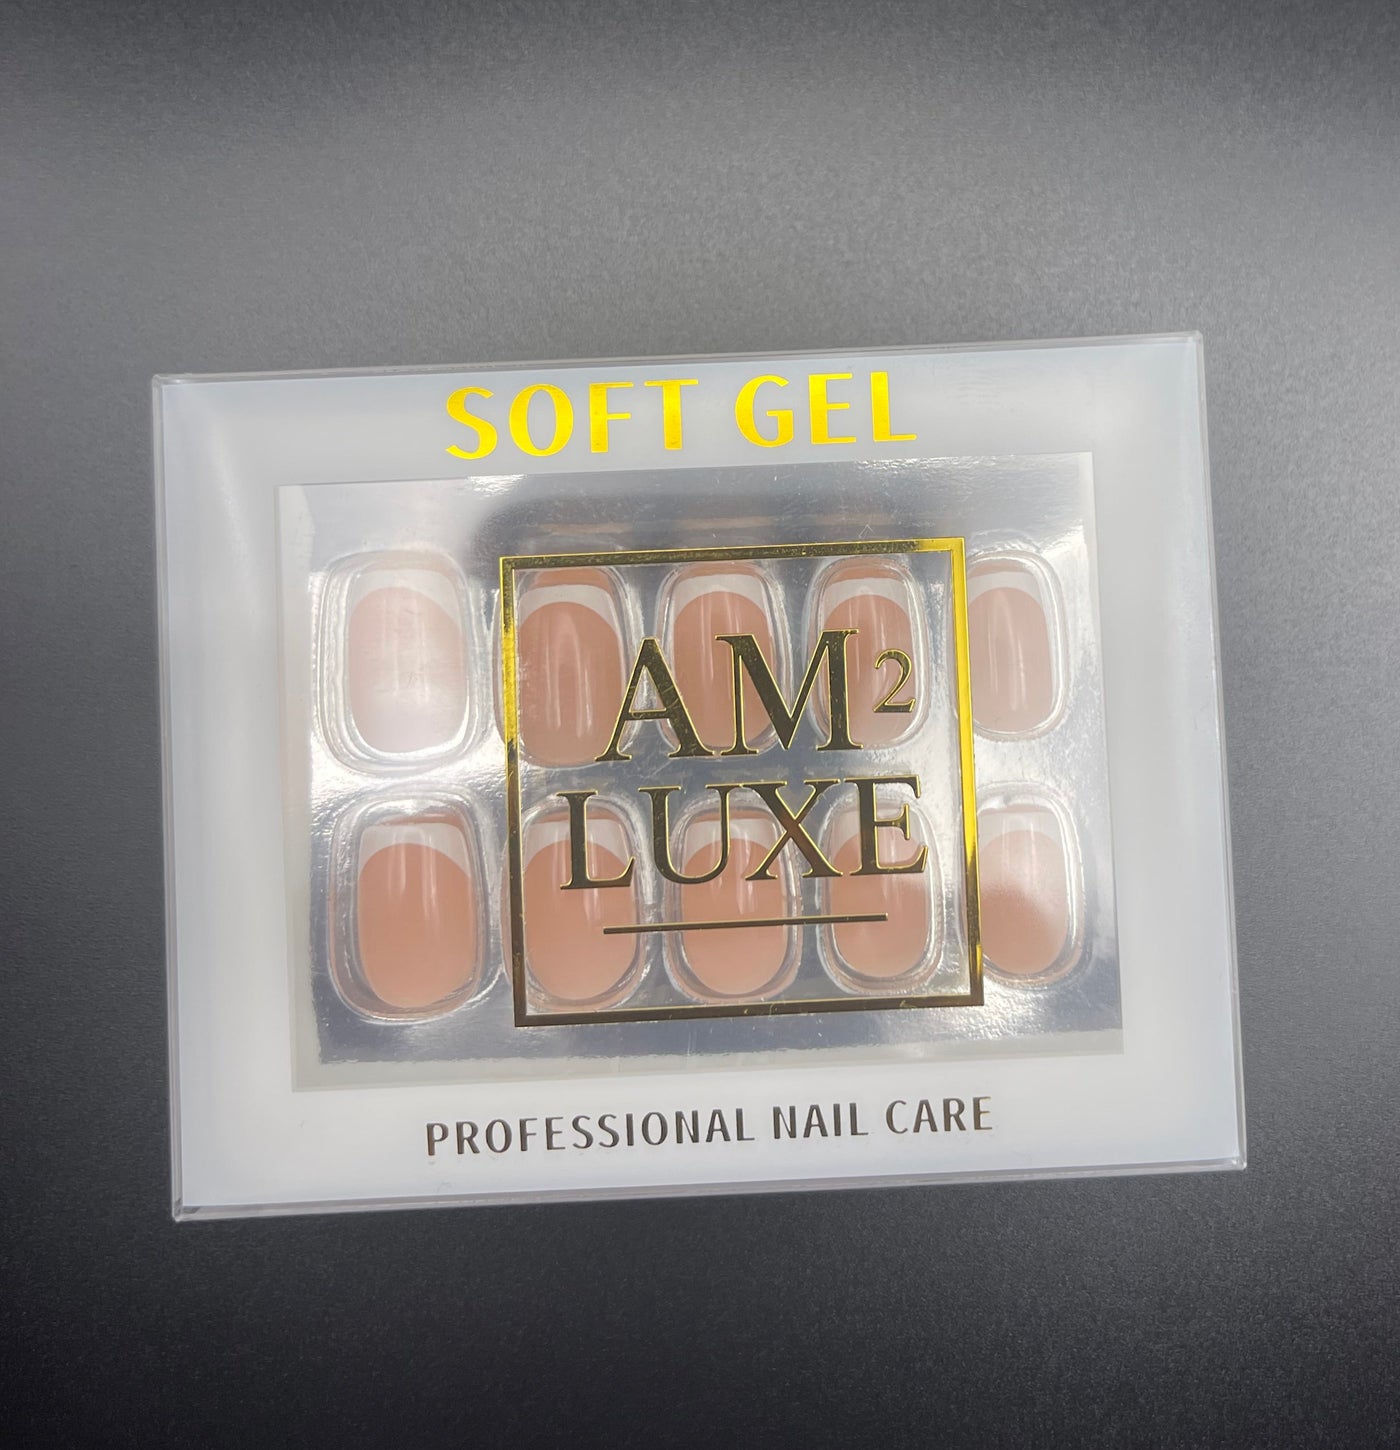 SOFT GEL
AM²
LUXE
PROFESSIONAL NAIL CARE